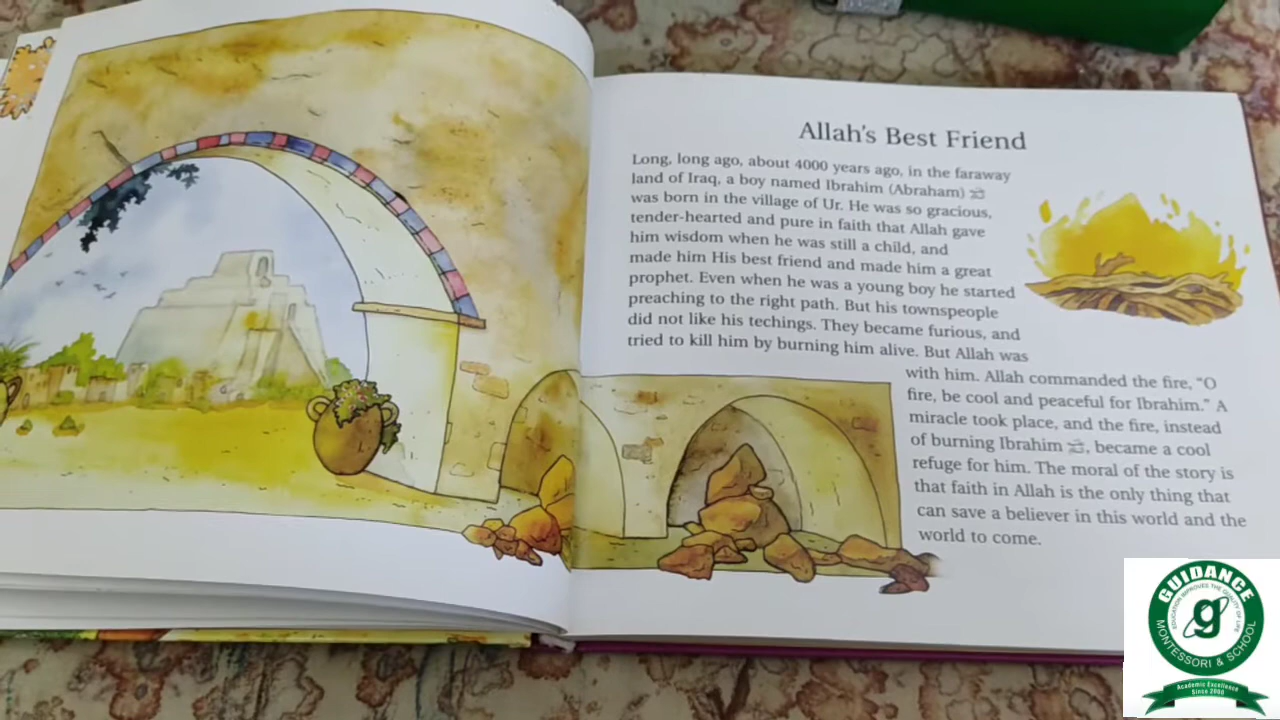 Allah's Best Friend
Long, long ago, about 4000 years ago, in the faraway
land of Iraq, a boy named Ibrahim (Abraham)
was born in the village of Ur. He was so gracious,
tender-hearted and pure in faith that Allah gave
him wisdom when he was still a child, and
made him His best friend and made him a great
prophet. Even when he was a young boy he started
preaching to the right path. But his townspeople
did not like his techings. They became furious, and
tried to kill him by burning him alive. But Allah was
with him. Allah commanded the fire, "O
fire, be cool and peaceful for Ibrahim." A
miracle took place, and the fire, instead
of burning Ibrahim , became a cool
refuge for him. The moral of the story is
that faith in Allah is the only thing that
can save a believer in this world and the
world to come.
GUIDANCE
EDUCATION IMPROVES THE QUALITY OF LIFE
g
MONTESSORI & SCHOOL
Academic Excellence
Since 2000